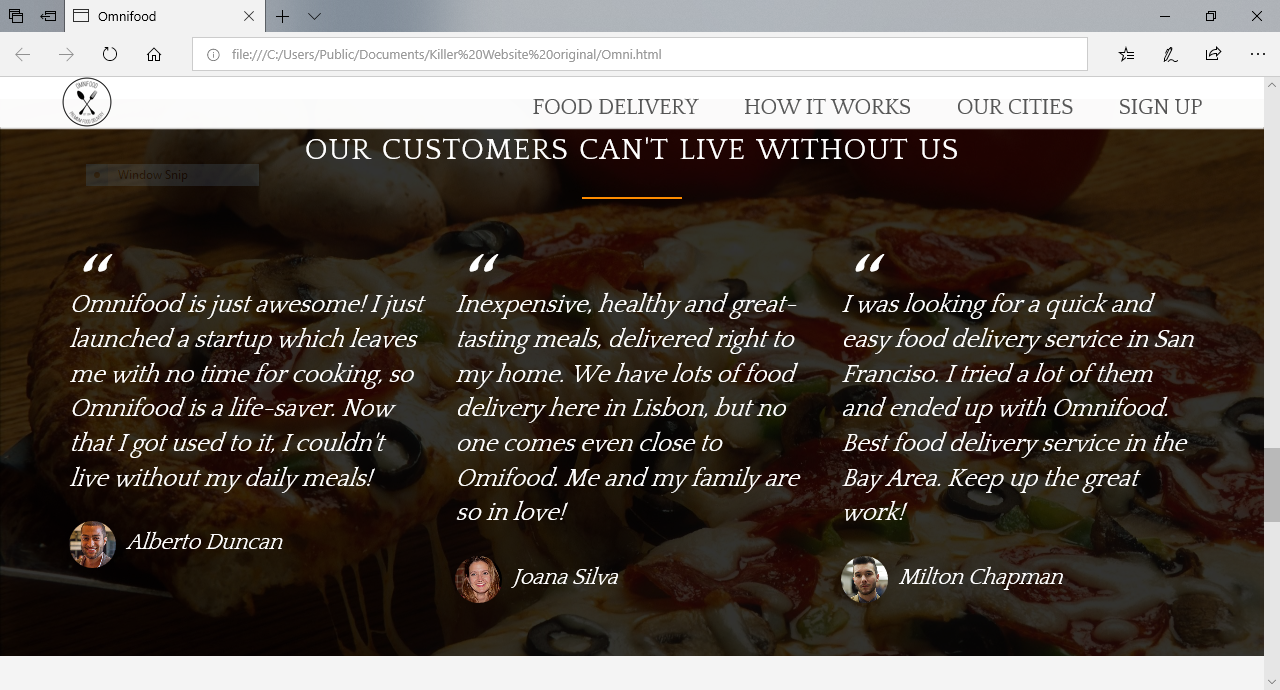 Omnifood
file:///C:/Users/Public/Documents/Killer%20Website%20original/Omni.html
OMNIFOOD
PREMIUM FOOD DELIVERY
FOOD DELIVERY HOW IT WORKS OUR CITIES SIGN UP
OUR CUSTOMERS CAN'T LIVE WITHOUT US
Window Snip
“
Omnifood is just awesome! I just
launched a startup which leaves
me with no time for cooking, so
Omnifood is a life-saver. Now
that I got used to it, I couldn't
live without my daily meals!
Alberto Duncan
“
Inexpensive, healthy and great-
tasting meals, delivered right to
my home. We have lots of food
delivery here in Lisbon, but no
one comes even close to
Omifood. Me and my family are
so in love!
Joana Silva
“
I was looking for a quick and
easy food delivery service in San
Franciso. I tried a lot of them
and ended up with Omnifood.
Best food delivery service in the
Bay Area. Keep up the great
work!
Milton Chapman